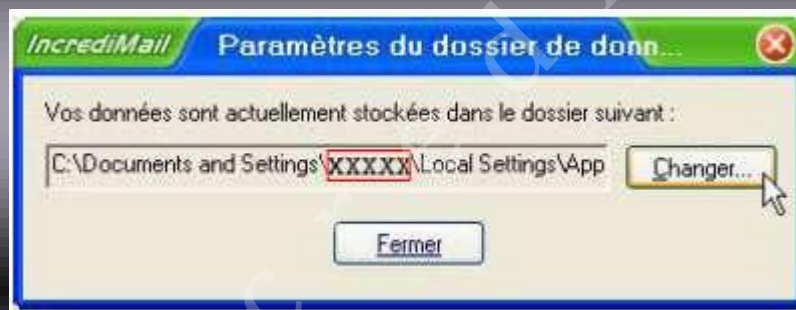 IncrediMail Paramètres du dossier de donn...
Vos données sont actuellement stockées dans le dossier suivant :
C:\Documents and Settings\XXXXX\Local Settings\App Changer...
Fermer